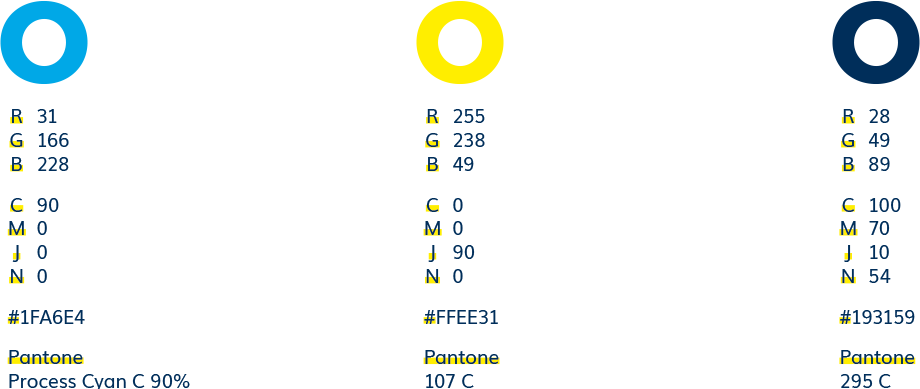 R 31
G 166
B 228
C 90
M 0
J 0
N 0
#1FA6E4
Pantone
Process Cyan C 90%
R 255
G 238
B 49
C 0
M 0
J 90
N 0
#FFEE31
Pantone
107 C
R 28
G 49
B 89
C 100
M 70
J 10
N 54
#193159
Pantone
295 C